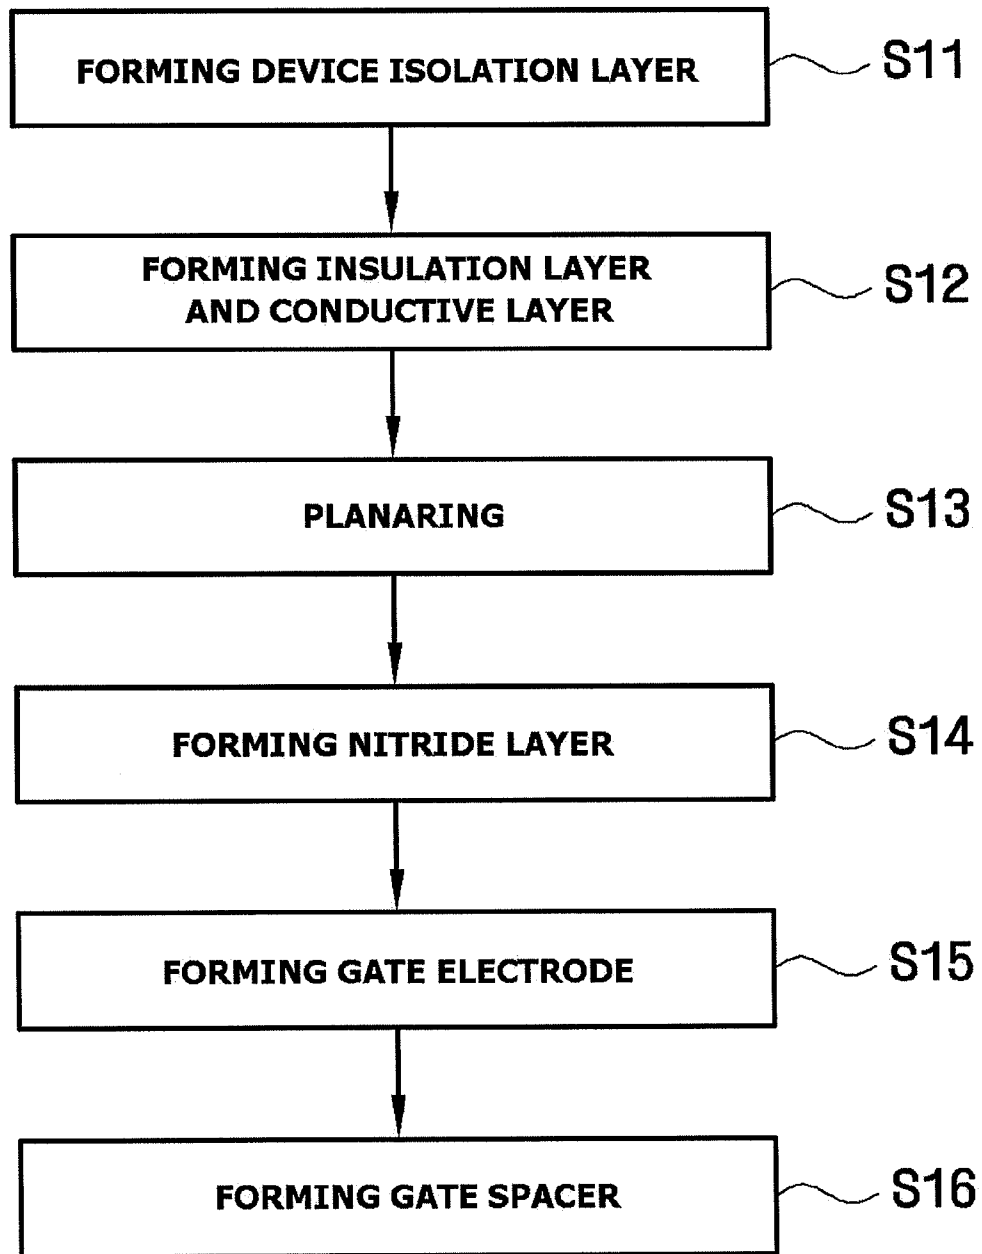 FORMING DEVICE ISOLATION LAYER
S11
FORMING INSULATION LAYER
AND CONDUCTIVE LAYER
S12
PLANARING
S13
FORMING NITRIDE LAYER
S14
FORMING GATE ELECTRODE
S15
FORMING GATE SPACER
S16